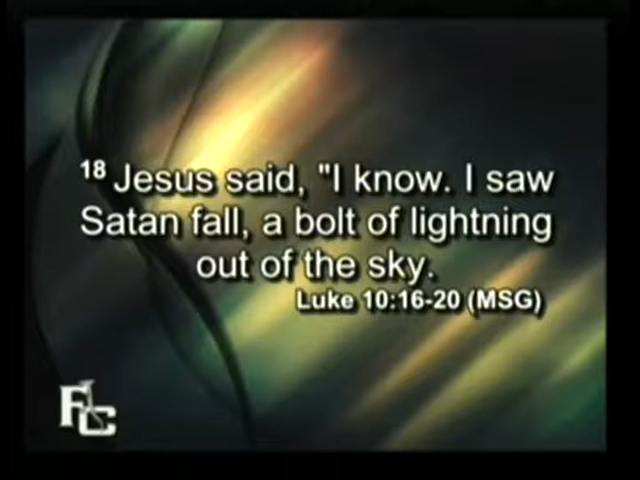 18 Jesus said, "I know. I saw
Satan fall, a bolt of lightning
out of the sky.
Luke 10:16-20 (MSG)
FLC